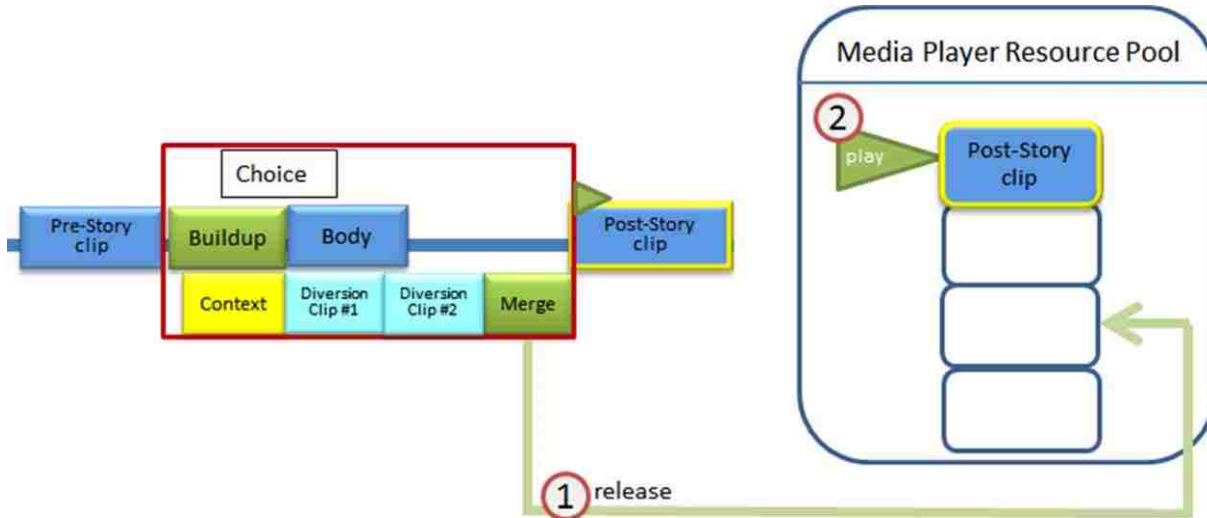 Media Player Resource Pool
2
play
Post-Story
clip
Choice
Pre-Story
clip
Buildup
Body
Post-Story
clip
Context
Diversion
Clip #1
Diversion
Clip #2
Merge
1
release